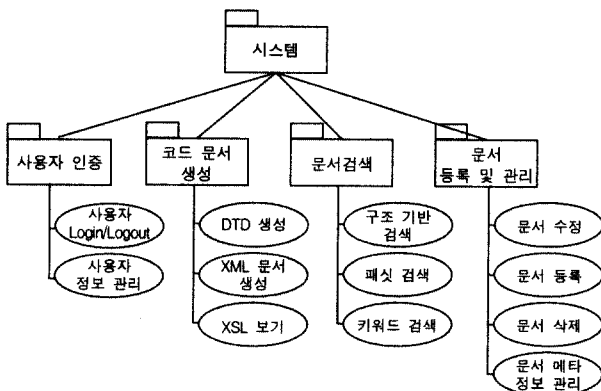 시스템
사용자 인증
코드 문서
생성
문서검색
문서
등록 및 관리
사용자
Login/Logout
사용자
정보 관리
DTD 생성
XML 문서
생성
XSL 보기
구조 기반
검색
패싯 검색
키워드 검색
문서 수정
문서 등록
문서 삭제
문서 메타
정보 관리